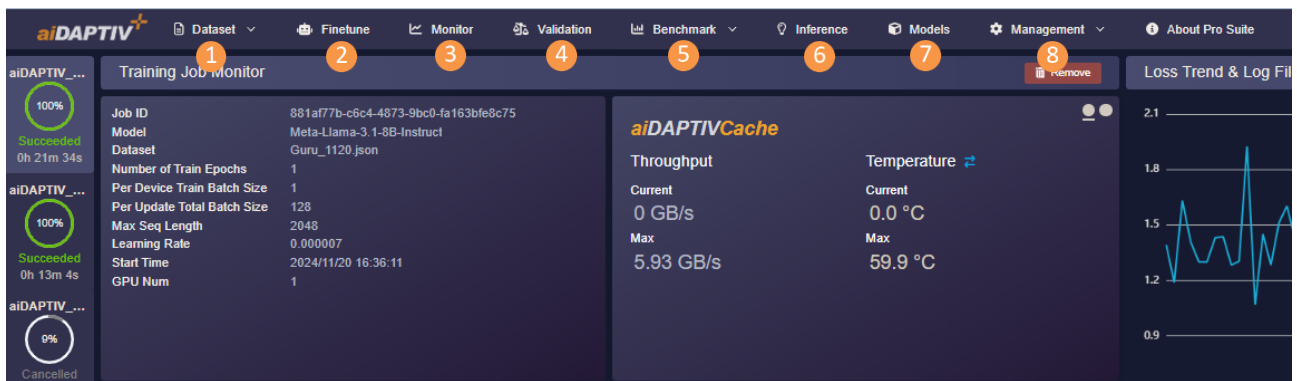 aiDAPTIV+
Dataset
Finetune
Monitor
Validation
Benchmark
Inference
Models
Management
About Pro Suite
1
2
3
4
5
6
7
8
aiDAPTIV_...
100%
Succeeded
0h 21m 34s
aiDAPTIV_...
100%
Succeeded
0h 13m 4s
aiDAPTIV_...
9%
Cancelled
Training Job Monitor
Remove
Job ID 881af77b-c6c4-4873-9bc0-fa163bfe8c75
Model Meta-Llama-3.1-8B-Instruct
Dataset Guru_1120.json
Number of Train Epochs 1
Per Device Train Batch Size 1
Per Update Total Batch Size 128
Max Seq Length 2048
Learning Rate 0.000007
Start Time 2024/11/20 16:36:11
GPU Num 1
aiDAPTIVCache
Throughput
Current
0 GB/s
Max
5.93 GB/s
Temperature
Current
0.0 °C
Max
59.9 °C
Loss Trend & Log Fil
2.1
1.8
1.5
1.2
0.9